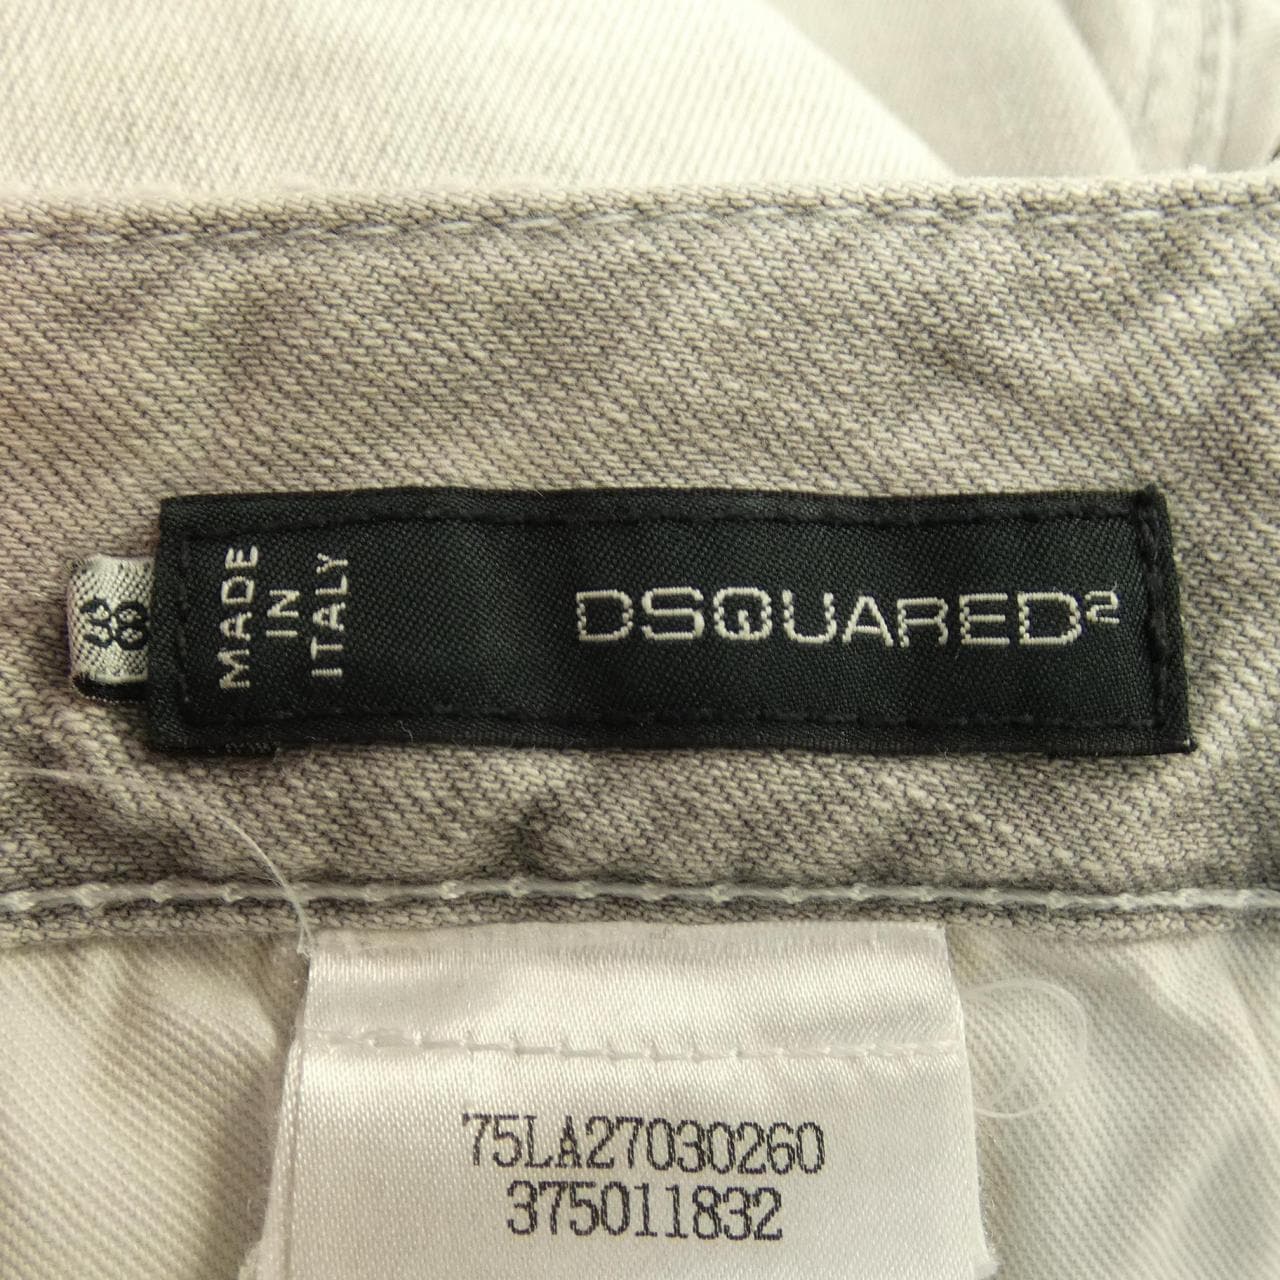 38
MADE
IN
ITALY
DSQUARED2
75LA27030260
375011832